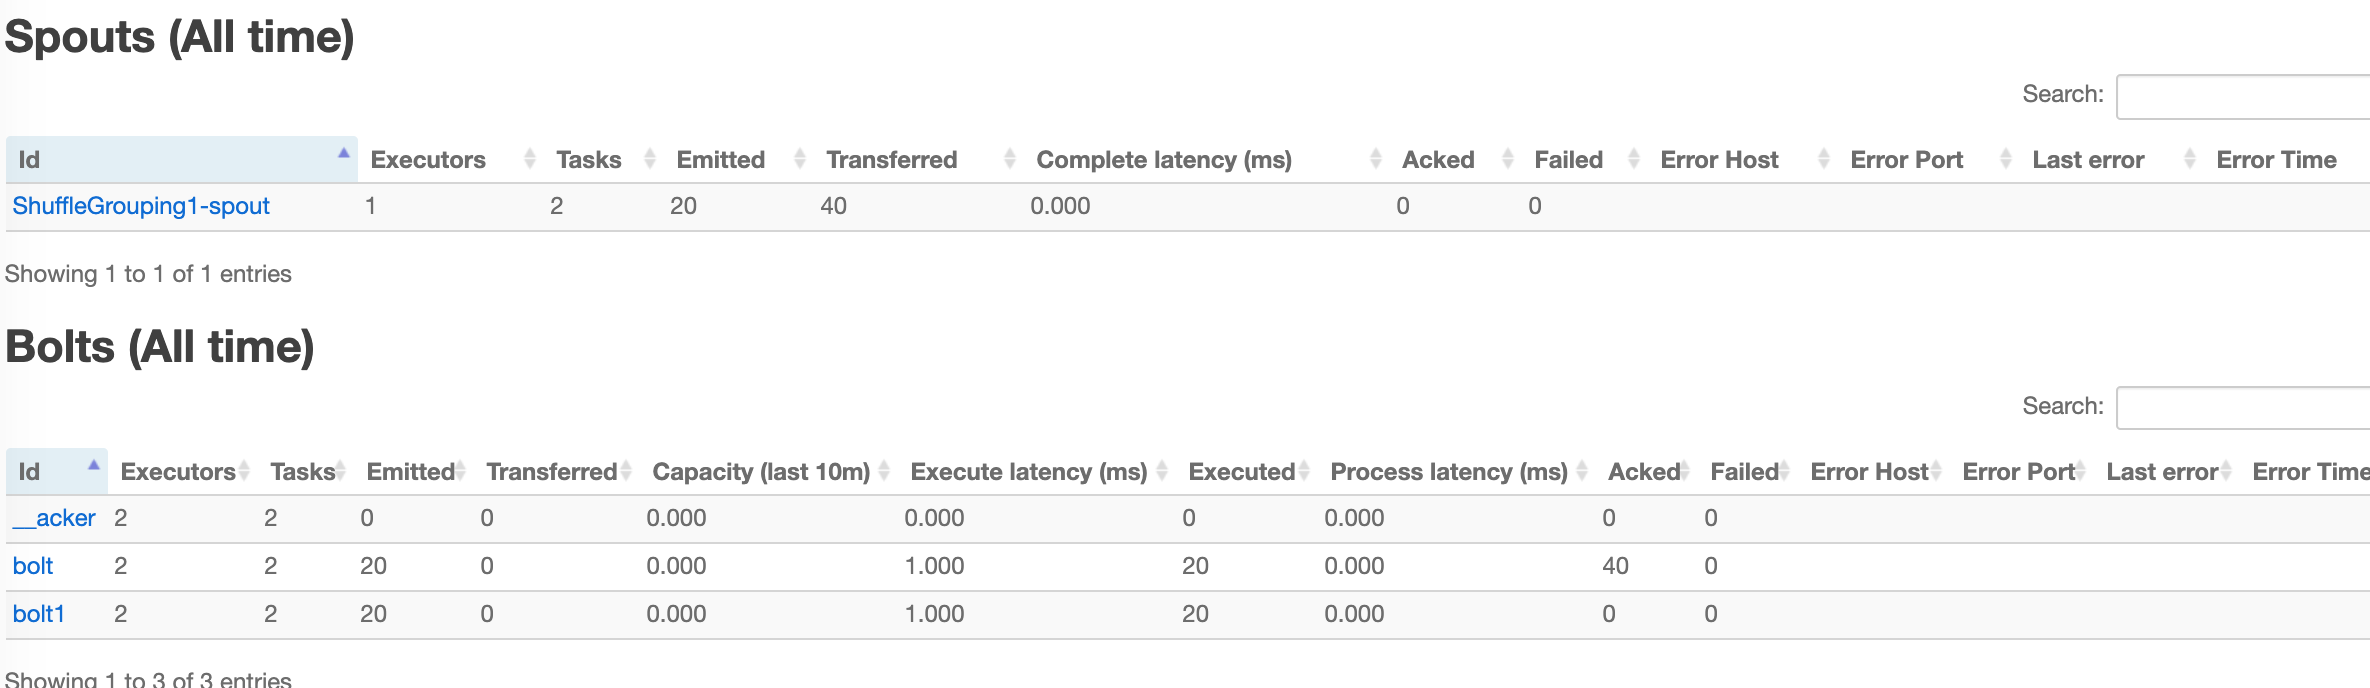 Spouts (All time)
Search:
Id Executors Tasks Emitted Transferred Complete latency (ms) Acked Failed Error Host Error Port Last error Error Time
ShuffleGrouping1-spout 1 2 20 40 0.000 0 0
Showing 1 to 1 of 1 entries
Bolts (All time)
Search:
Id Executors Tasks Emitted Transferred Capacity (last 10m) Execute latency (ms) Executed Process latency (ms) Acked Failed Error Host Error Port Last error Error Time
__acker 2 2 0 0 0.000 0.000 0 0.000 0 0
bolt 2 2 20 0 0.000 1.000 20 0.000 40 0
bolt1 2 2 20 0 0.000 1.000 20 0.000 0 0
Showing 1 to 3 of 3 entries